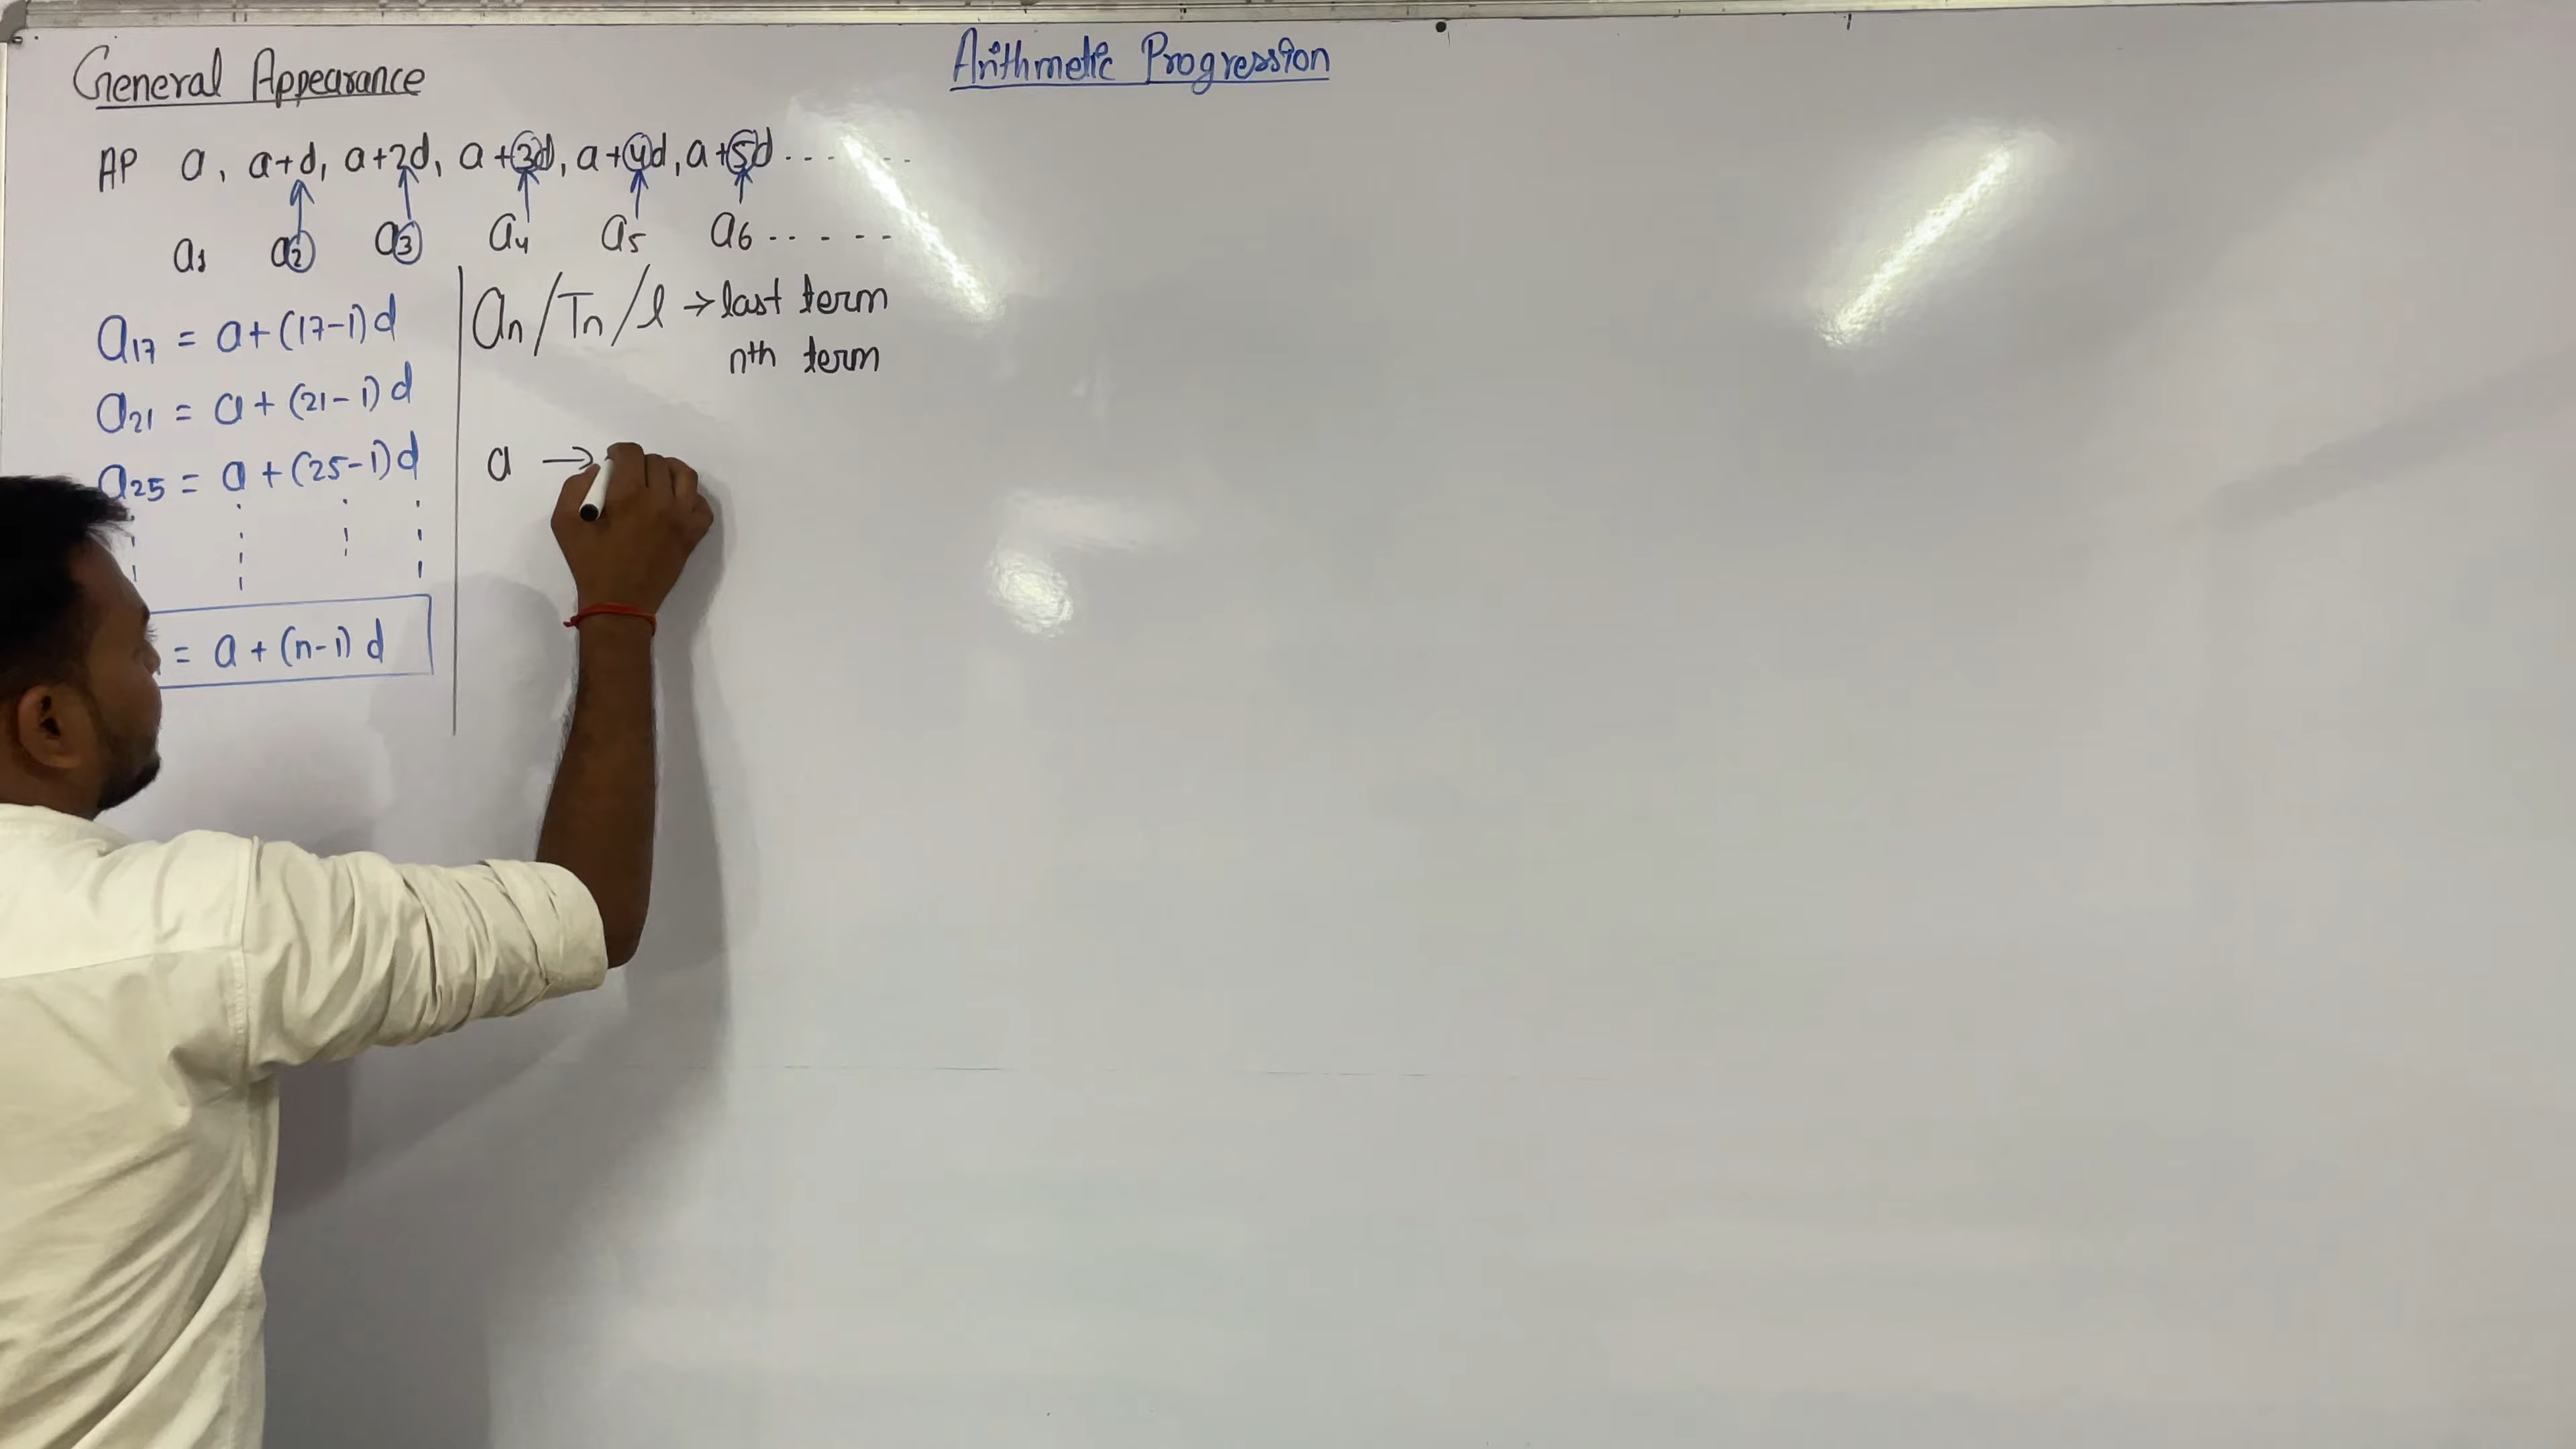 General Appearance
Arithmetic Progression
AP a, a+d, a+2d, a+3d, a+4d, a+5d - - - - -
a1 a2 a3 a4 a5 a6 - - - - -
a17 = a+(17-1)d
a21 = a+(21-1)d
a25 = a+(25-1)d
= a+(n-1)d
an/Tn/l → last term
nth term
a →